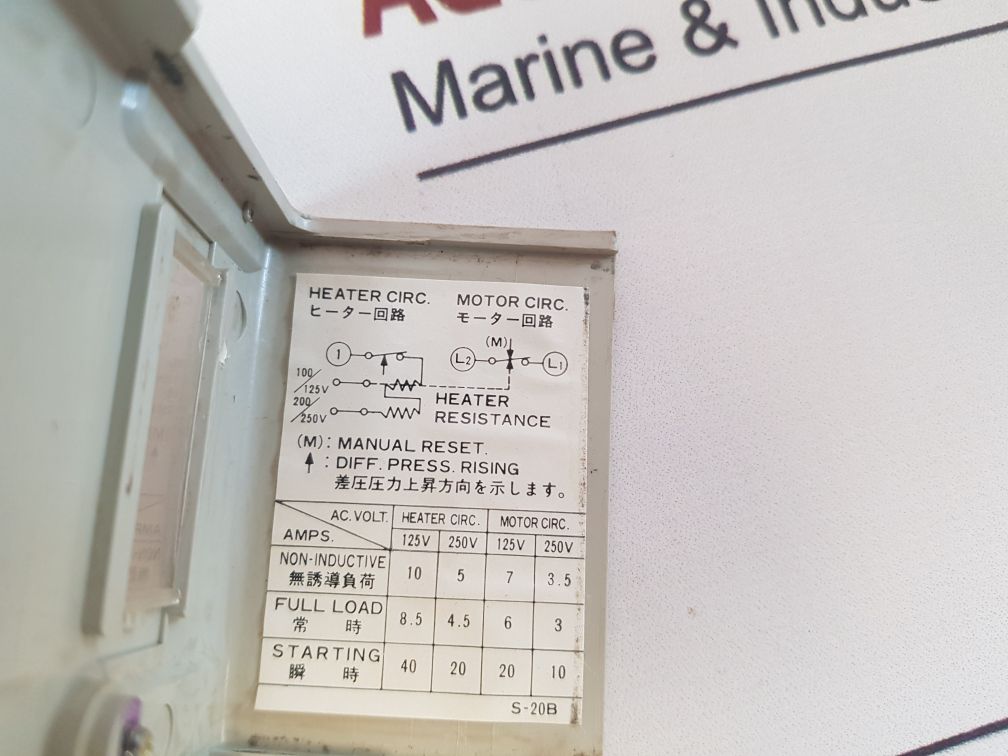 Marine &
HEATER CIRC. MOTOR CIRC.
ヒーター回路 モーター回路
(M)
1 L2 L1
100/125V
200/250V
HEATER
RESISTANCE
(M): MANUAL RESET.
↑ : DIFF. PRESS. RISING
差圧圧力上昇方向を示します。
AC.VOLT. HEATER CIRC. MOTOR CIRC.
AMPS. 125V 250V 125V 250V
NON-INDUCTIVE 10 5 7 3.5
無誘導負荷
FULL LOAD 8.5 4.5 6 3
常 時
STARTING 40 20 20 10
瞬 時
S-20B